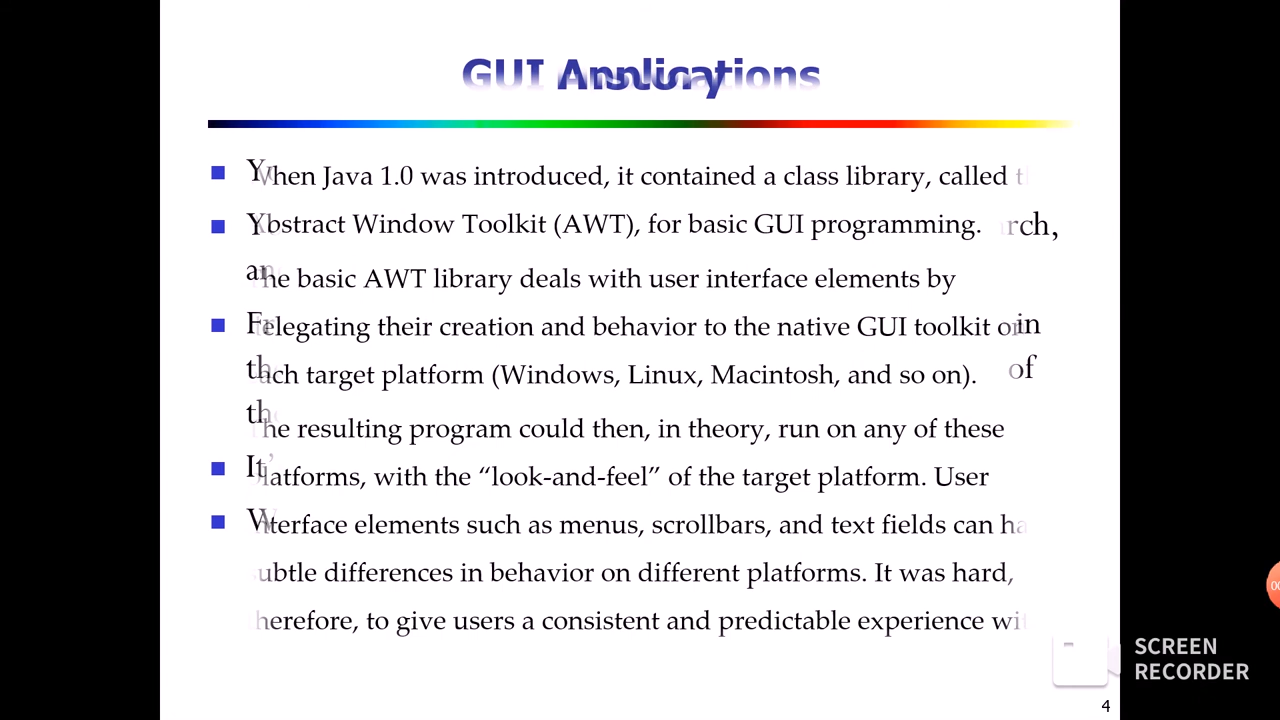 GUI
When Java 1.0 was introduced, it contained a class library, called
Abstract Window Toolkit (AWT), for basic GUI programming.
The basic AWT library deals with user interface elements by
delegating their creation and behavior to the native GUI toolkit on in
each target platform (Windows, Linux, Macintosh, and so on). of
The resulting program could then, in theory, run on any of these
platforms, with the “look-and-feel” of the target platform. User
interface elements such as menus, scrollbars, and text fields can
subtle differences in behavior on different platforms. It was hard,
therefore, to give users a consistent and predictable experience
SCREEN
RECORDER
4